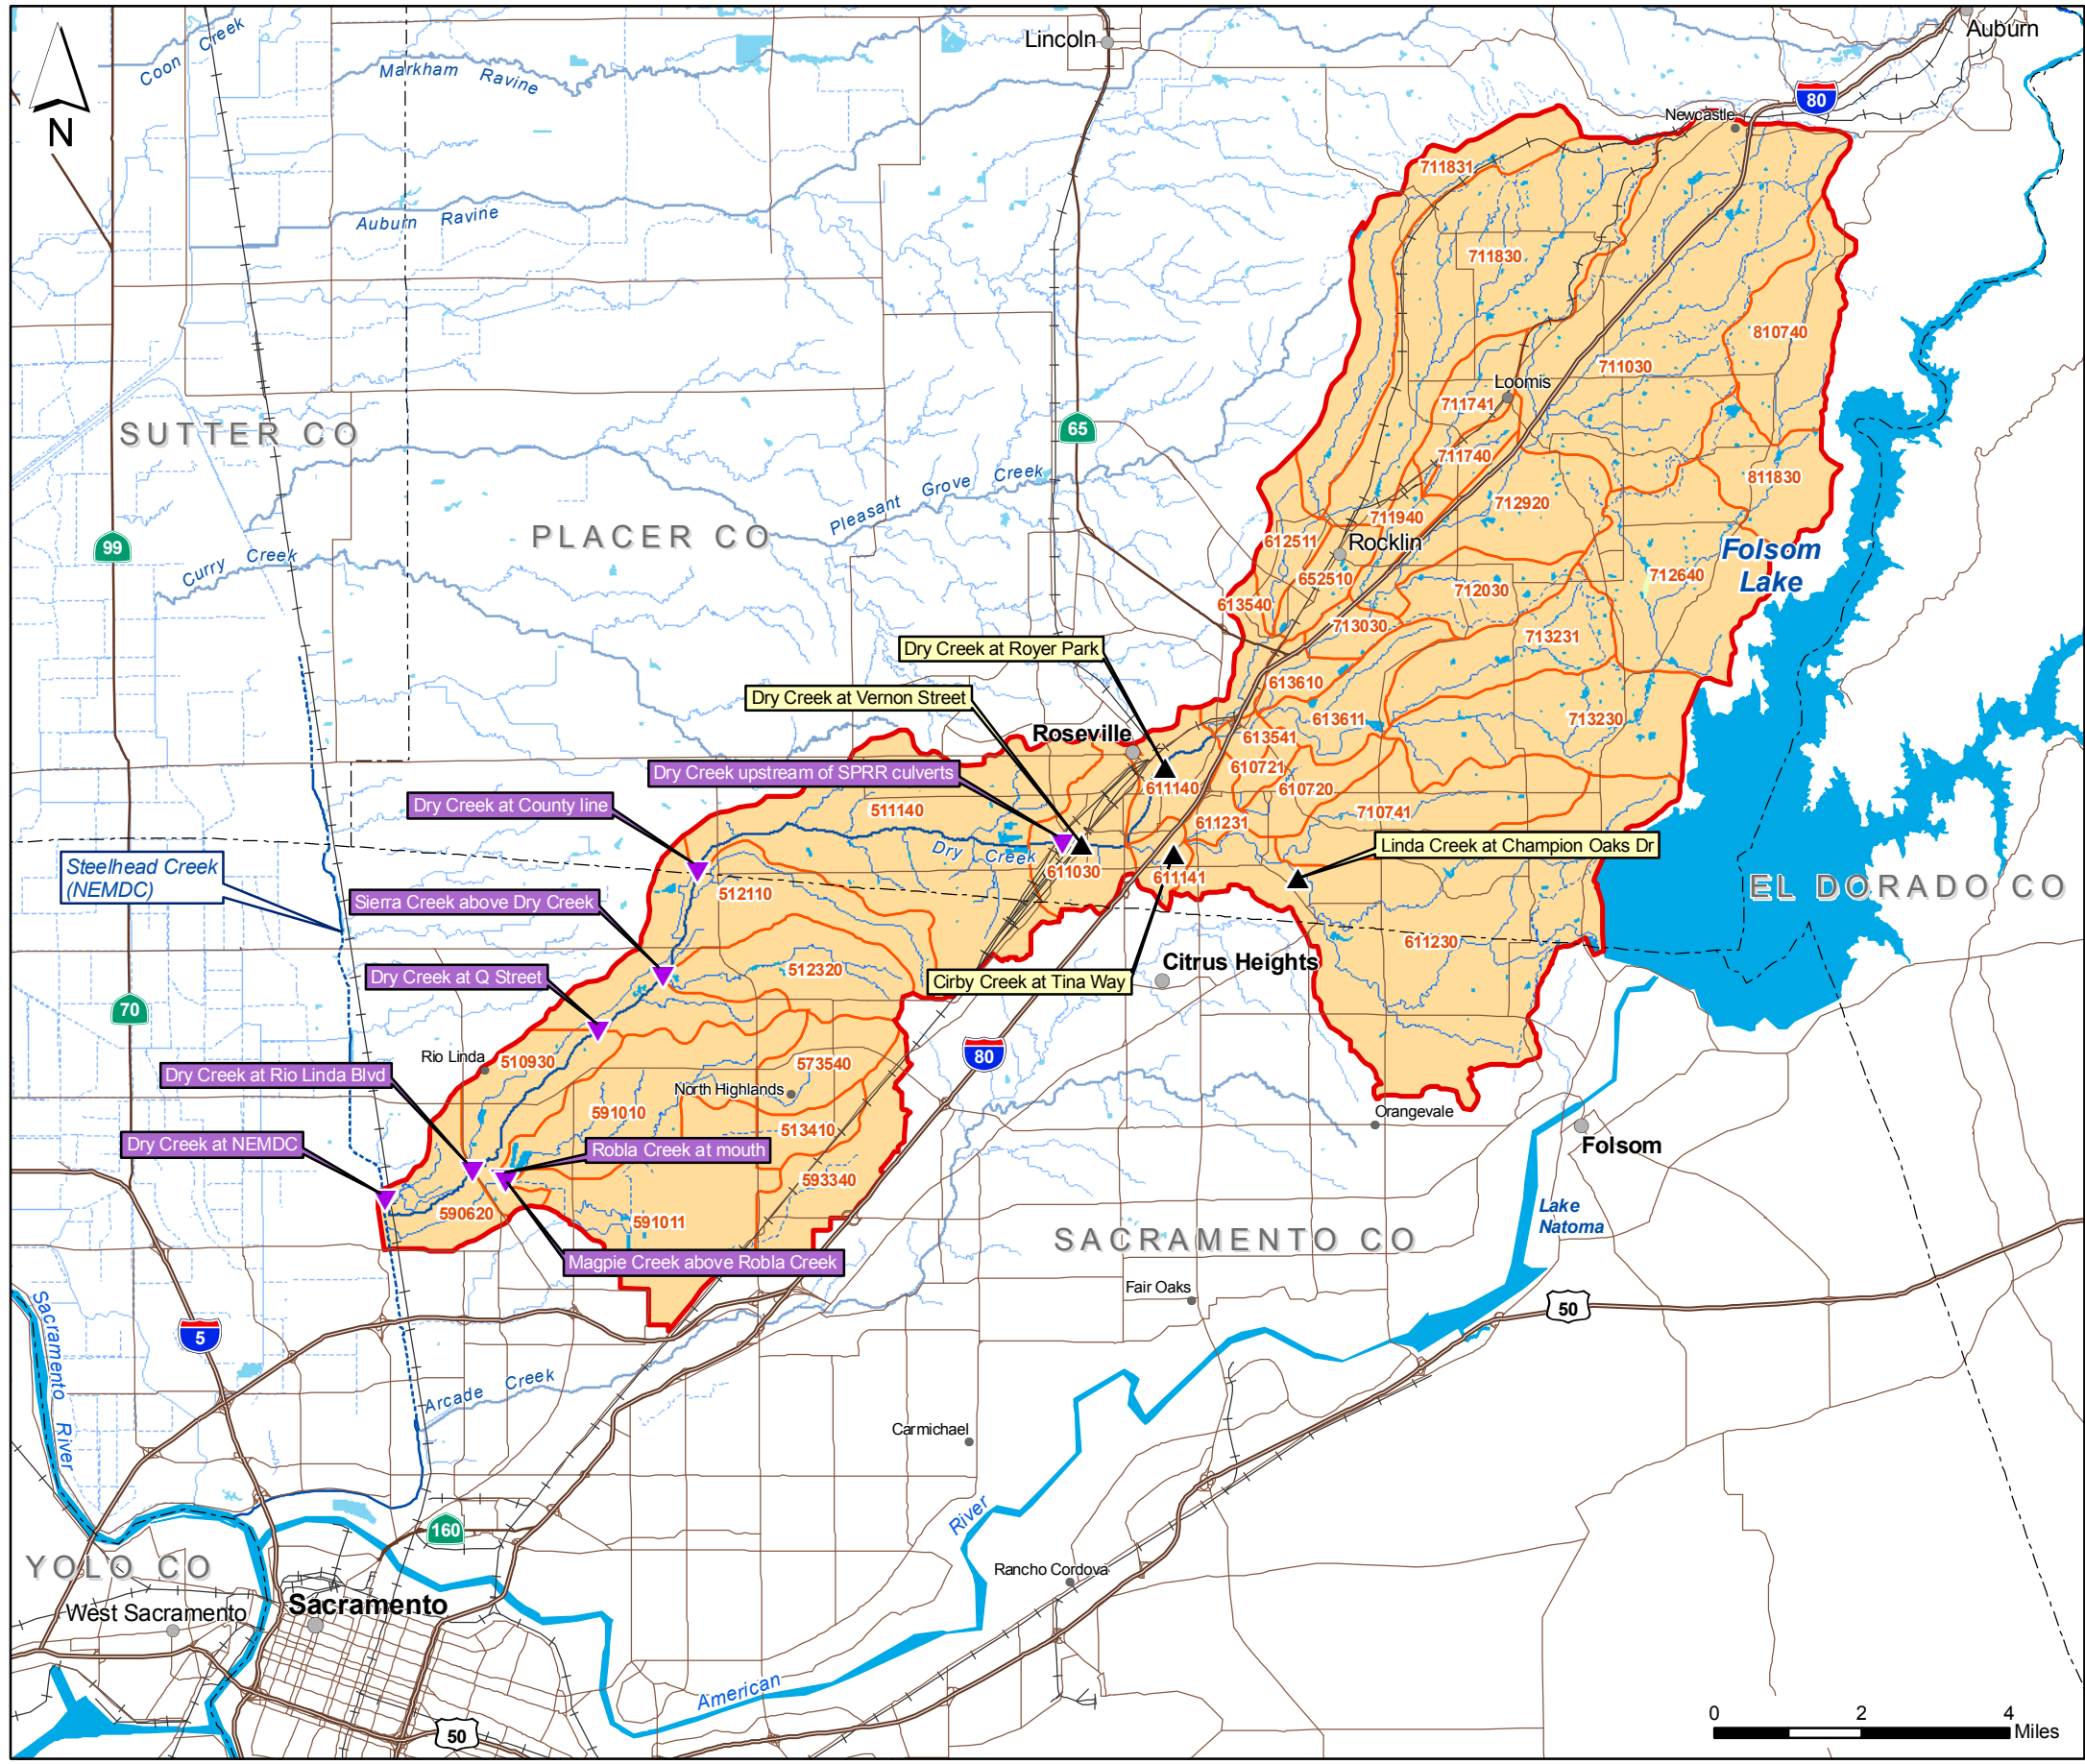 Coon Creek
Lincoln
Auburn
Markham Ravine
80
N
Newcastle
711831
Auburn Ravine
711830
810740
711030
Loomis
711741
SUTTER CO
65
711740
Pleasant Grove Creek
811830
712920
711940
PLACER CO
99
612511
Rocklin
Folsom
Lake
Curry Creek
652510
712640
712030
613540
713030
713231
Dry Creek at Royer Park
613610
Dry Creek at Vernon Street
613611
713230
Roseville
613541
Dry Creek upstream of SPRR culverts
610721
611140
610720
Dry Creek at County line
511140
710741
611231
Dry Creek
Linda Creek at Champion Oaks Dr
Steelhead Creek
(NEMDC)
611030
611141
EL DORADO CO
512110
Sierra Creek above Dry Creek
611230
Citrus Heights
512320
Dry Creek at Q Street
Cirby Creek at Tina Way
70
80
Rio Linda
510930
573540
Dry Creek at Rio Linda Blvd
North Highlands
591010
Orangevale
513410
Dry Creek at NEMDC
Robla Creek at mouth
Folsom
593340
590620
591011
Lake
Natoma
SACRAMENTO CO
Magpie Creek above Robla Creek
Fair Oaks
50
5
Sacramento River
Arcade Creek
Carmichael
160
River
YOLO CO
Rancho Cordova
West Sacramento
Sacramento
American
50
0 2 4
Miles